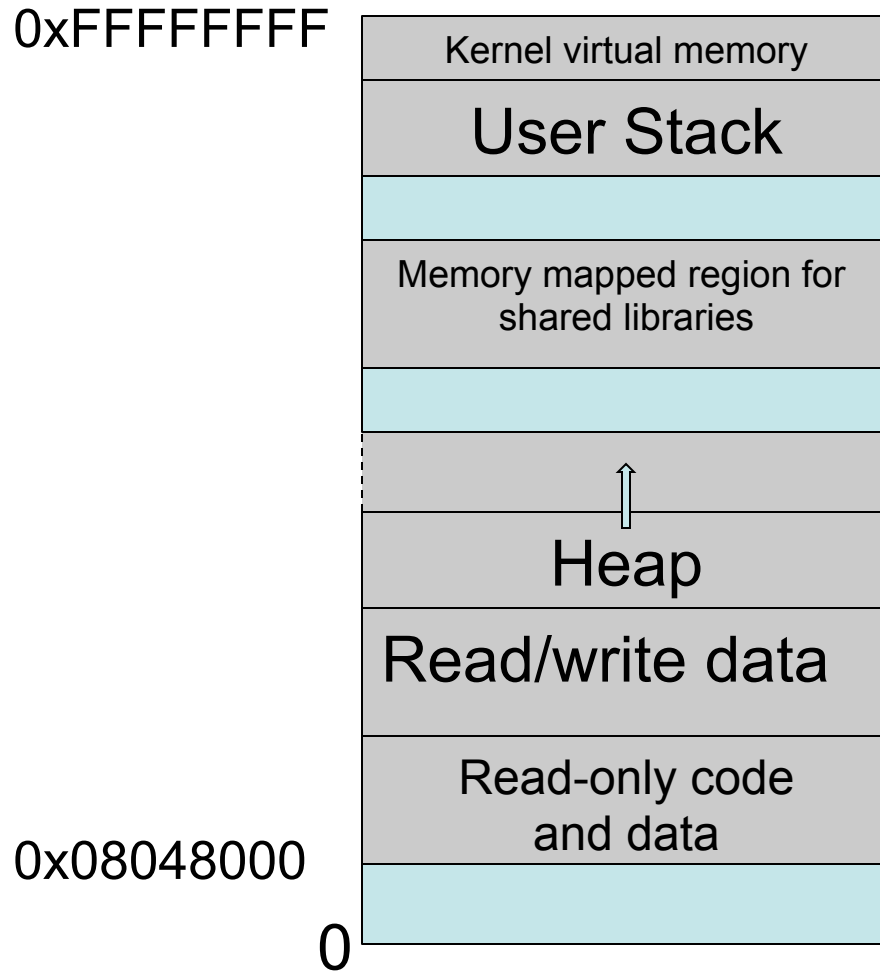 0xFFFFFFFF
Kernel virtual memory
User Stack
Memory mapped region for
shared libraries
Heap
Read/write data
Read-only code
and data
0x08048000
0